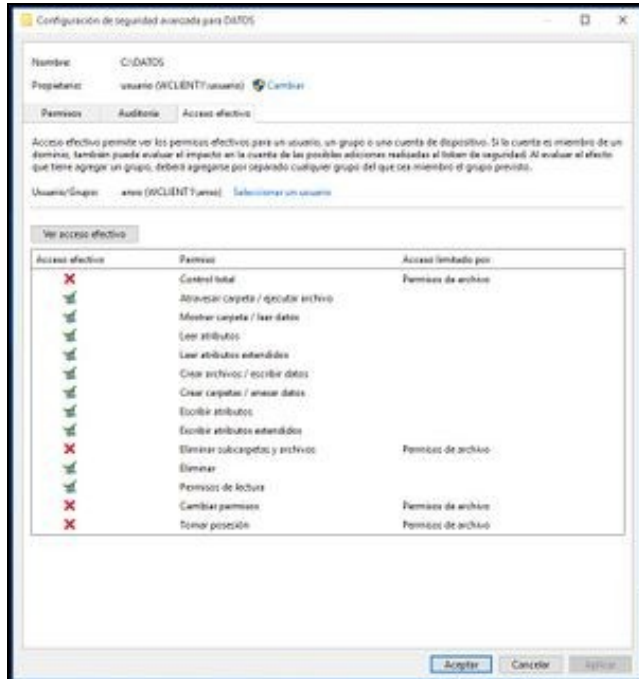 Configuración de seguridad avanzada para DATOS
Nombre: C:\DATOS
Propietario: usuario (WCLIENT1\usuario) Cambiar
Permisos Auditoría Acceso efectivo
Acceso efectivo permite ver los permisos efectivos para un usuario, un grupo o una cuenta de dispositivo. Si la cuenta es miembro de un
dominio, también puede evaluar el impacto en la cuenta de las posibles adiciones realizadas al token de seguridad. Al evaluar el efecto
que tiene agregar un grupo, deberá agregarse por separado cualquier grupo del que sea miembro el grupo previsto.
Usuario/Grupo: Seleccionar un usuario
Ver acceso efectivo
Acceso efectivo Permiso Acceso limitado por
Control total Permisos de archivo
Atravesar carpeta / ejecutar archivo
Mostrar carpeta / leer datos
Leer atributos
Leer atributos extendidos
Crear archivos / escribir datos
Crear carpetas / anexar datos
Escribir atributos
Escribir atributos extendidos
Eliminar subcarpetas y archivos Permisos de archivo
Eliminar
Permisos de lectura
Cambiar permisos Permisos de archivo
Tomar posesión Permisos de archivo
Aceptar Cancelar Aplicar